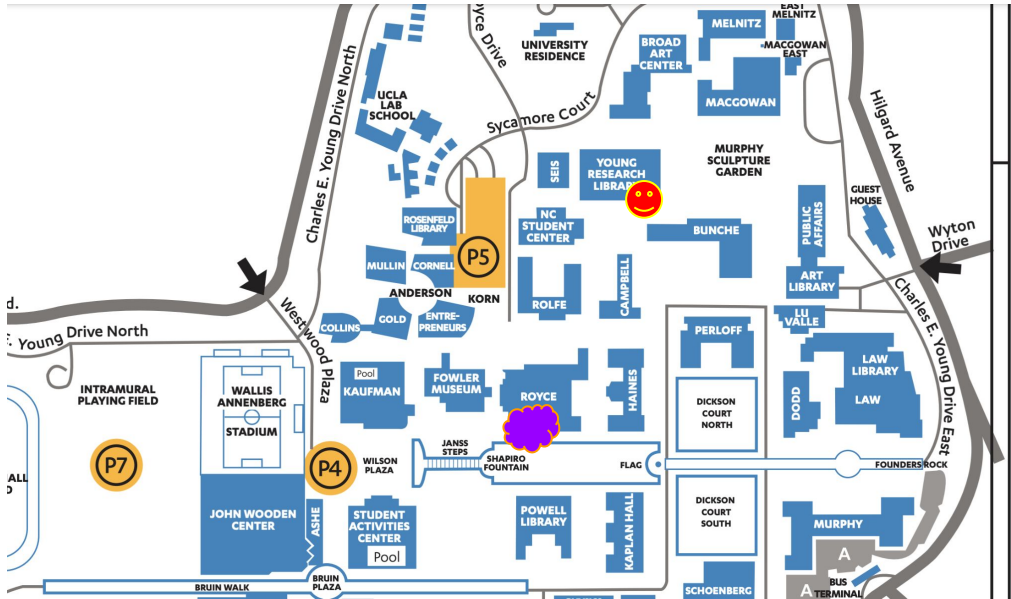 EAST
MELNITZ
MELNITZ
MACGOWAN
EAST
UNIVERSITY
RESIDENCE
BROAD
ART
CENTER
MACGOWAN
Charles E. Young Drive North
UCLA
LAB
SCHOOL
Sycamore Court
Hilgard Avenue
MURPHY
SCULPTURE
GARDEN
SEIS
YOUNG
RESEARCH
GUEST
HOUSE
PUBLIC
AFFAIRS
Wyton
Drive
ROSENFELD
LIBRARY
NC
STUDENT
CENTER
BUNCHE
P5
MULLIN
CORNELL
ANDERSON
KORN
ROLFE
CAMPBELL
ART
LIBRARY
Charles E. Young Drive East
d.
Young Drive North
Westwood Plaza
COLLINS
GOLD
ENTRE-
PRENEURS
PERLOFF
LU
VALLE
LAW
LIBRARY
LAW
DODD
INTRAMURAL
PLAYING FIELD
WALLIS
ANNENBERG
STADIUM
Pool
KAUFMAN
FOWLER
MUSEUM
ROYCE
HAINES
DICKSON
COURT
NORTH
P7
P4
WILSON
PLAZA
JANSS
STEPS
SHAPIRO
FOUNTAIN
FLAG
FOUNDERS ROCK
ALL
JOHN WOODEN
CENTER
ASHE
STUDENT
ACTIVITIES
CENTER
Pool
POWELL
LIBRARY
KAPLAN HALL
DICKSON
COURT
SOUTH
MURPHY
A
A
BUS
TERMINAL
BRUIN WALK
BRUIN
PLAZA
SCHOENBERG